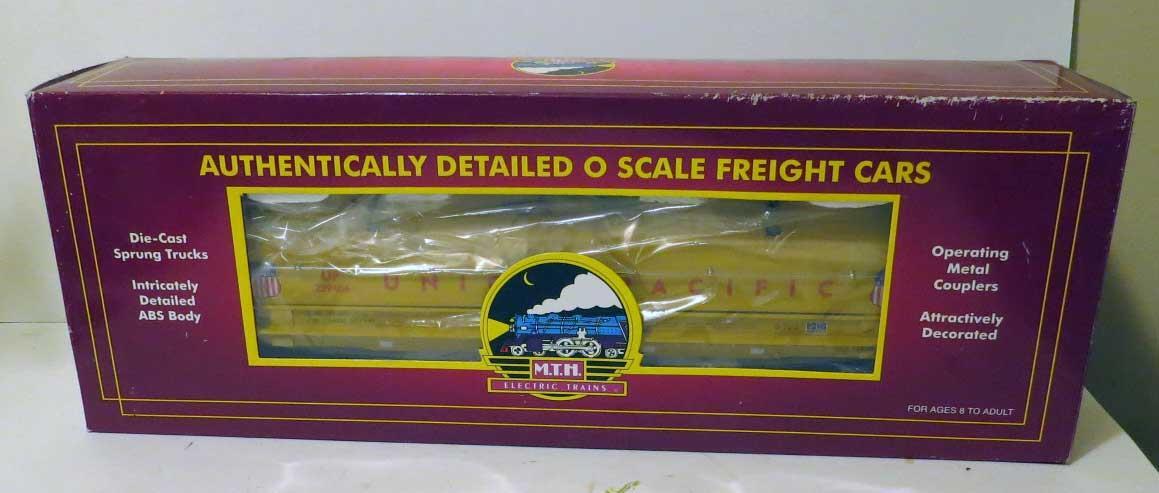 AUTHENTICALLY DETAILED O SCALE FREIGHT CARS
Die-Cast
Sprung Trucks
Intricately
Detailed
ABS Body
UNI ACIFIC
Operating
Metal
Couplers
Attractively
Decorated
M.T.H.
ELECTRIC TRAINS
FOR AGES 8 TO ADULT